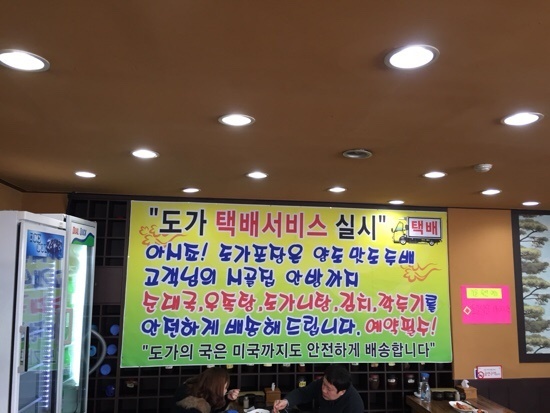 "도가 택배서비스 실시"
택배
아시죠! 도가포장은 양도 맛도 두배
고객님의 시골집 안방까지
순대국,우족탕,도가니탕,김치,깍두기를
안전하게 배송해드립니다. 예약필수!
"도가의 국은 미국까지도 안전하게 배송합니다"